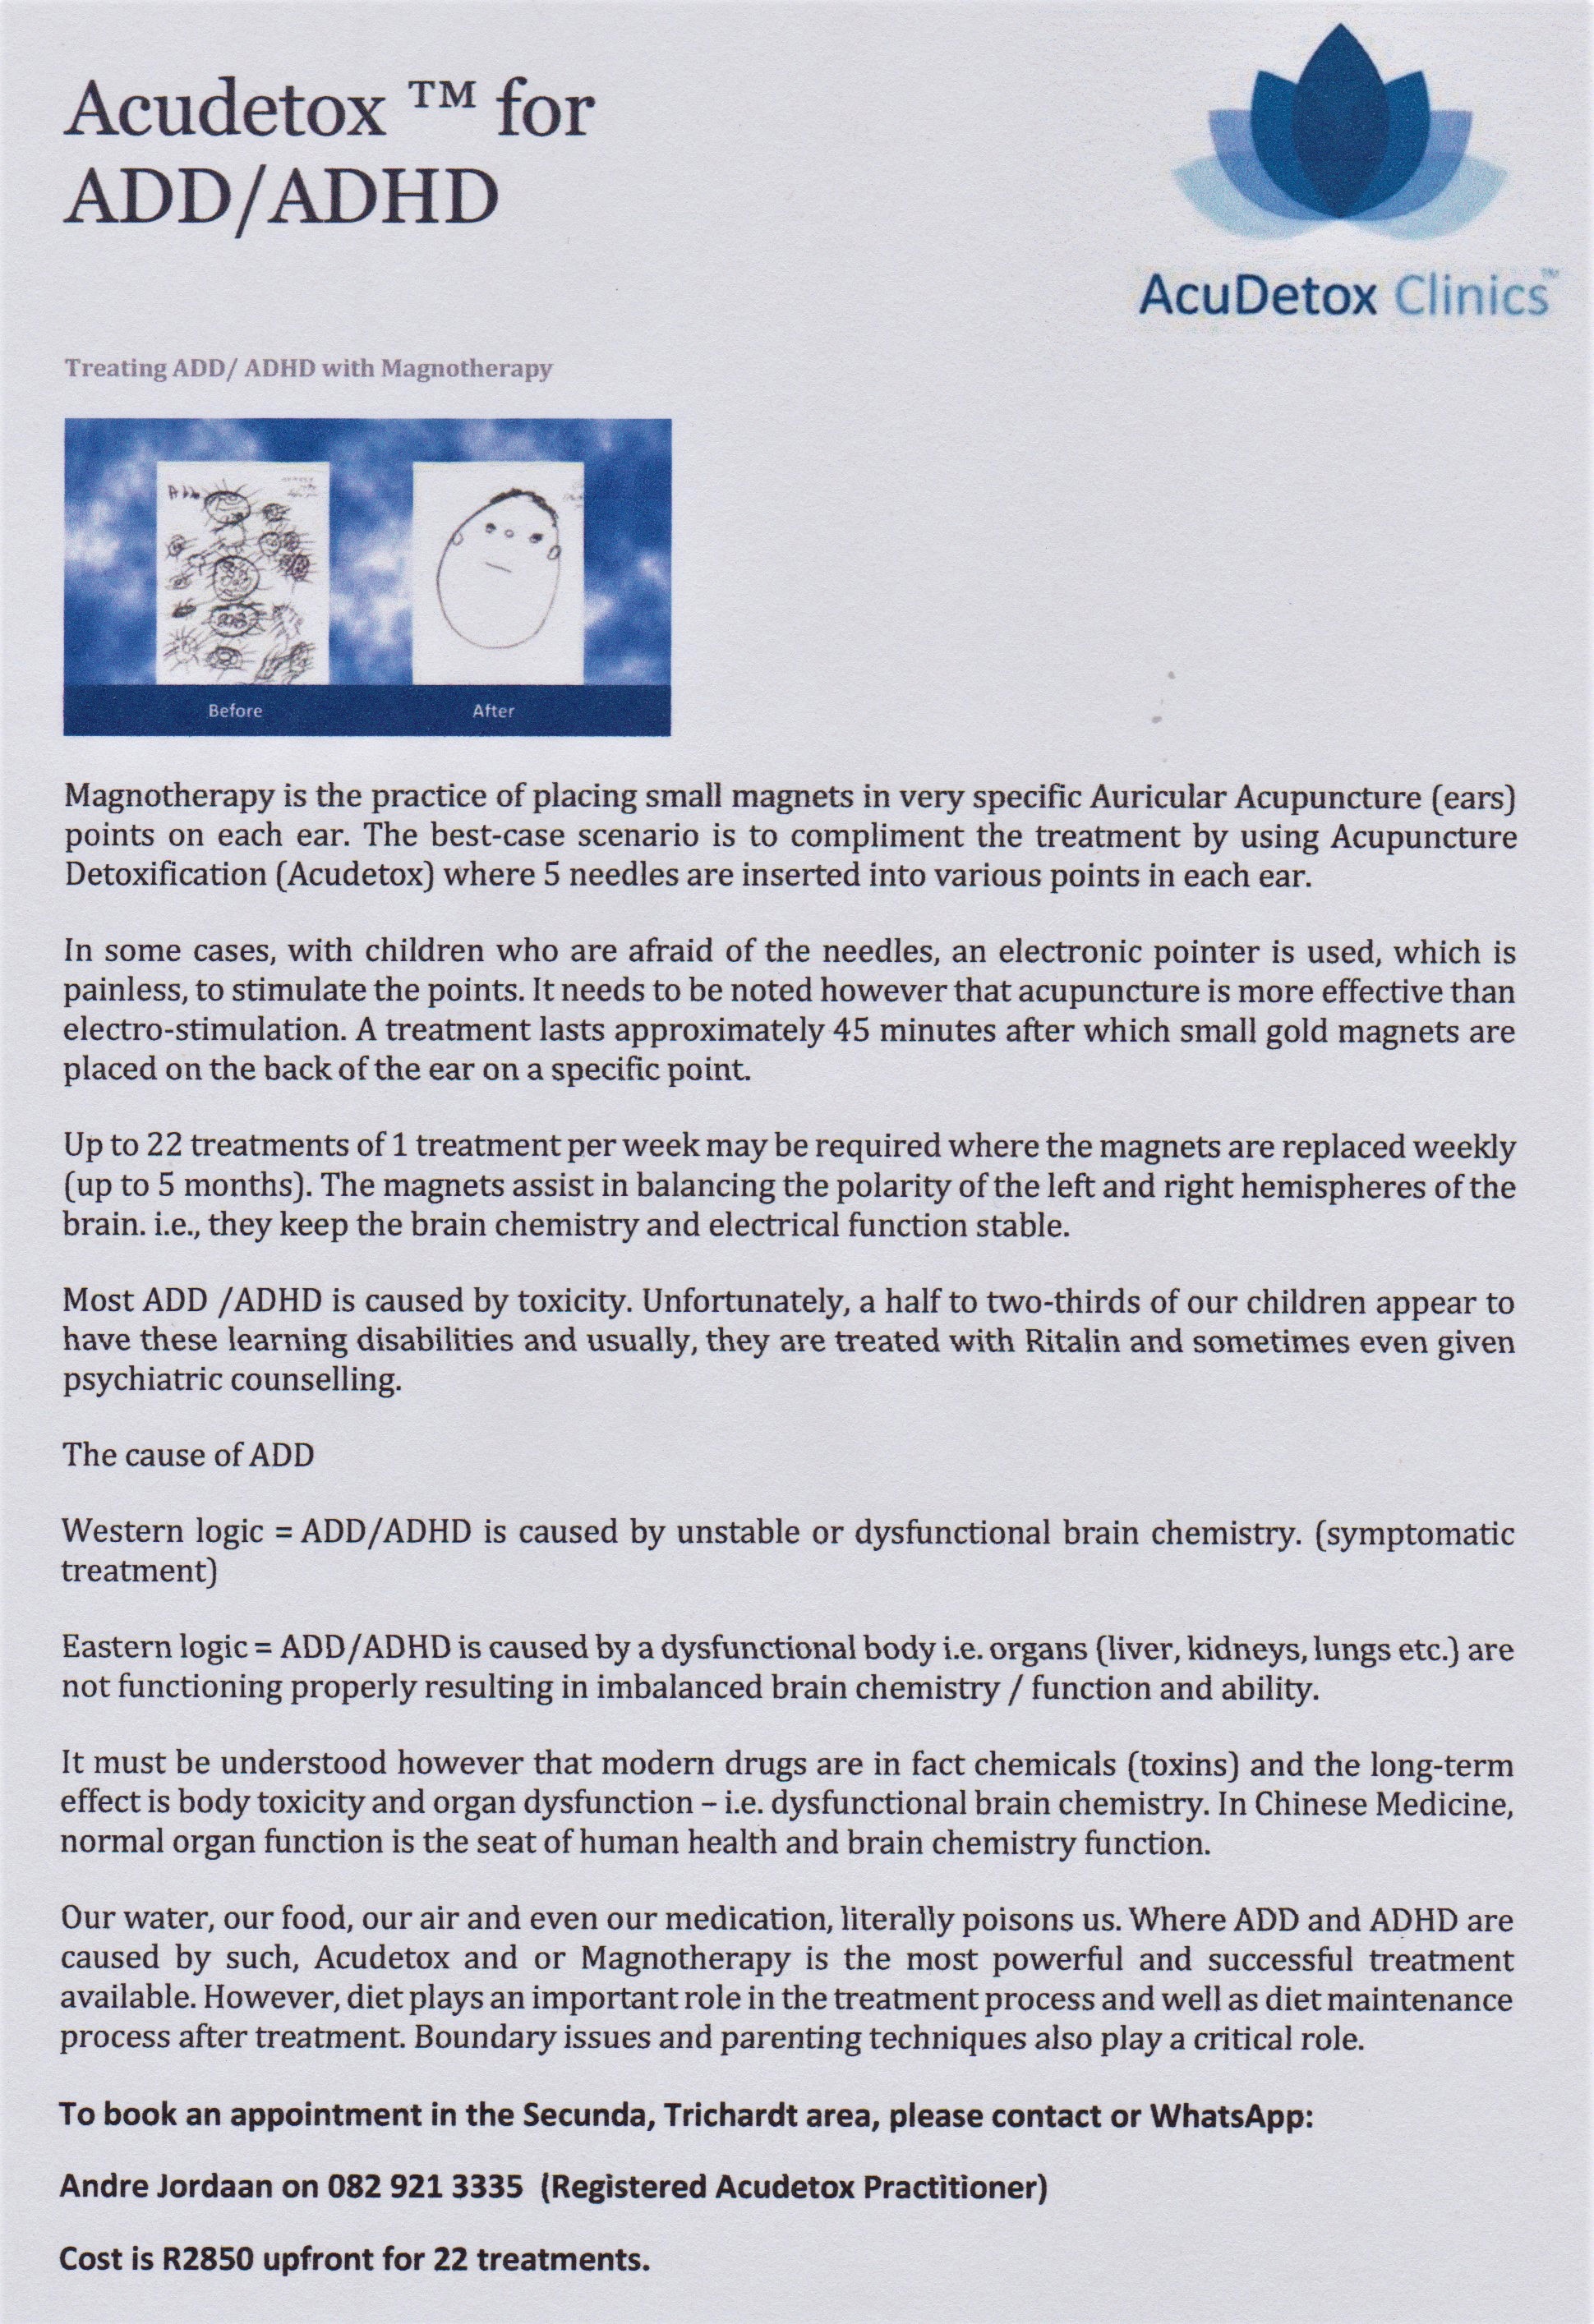 Acudetox ™ for
ADD/ADHD
AcuDetox Clinics™
Treating ADD/ ADHD with Magnotherapy
Before
After
Magnotherapy is the practice of placing small magnets in very specific Auricular Acupuncture (ears)
points on each ear. The best-case scenario is to compliment the treatment by using Acupuncture
Detoxification (Acudetox) where 5 needles are inserted into various points in each ear.
In some cases, with children who are afraid of the needles, an electronic pointer is used, which is
painless, to stimulate the points. It needs to be noted however that acupuncture is more effective than
electro-stimulation. A treatment lasts approximately 45 minutes after which small gold magnets are
placed on the back of the ear on a specific point.
Up to 22 treatments of 1 treatment per week may be required where the magnets are replaced weekly
(up to 5 months). The magnets assist in balancing the polarity of the left and right hemispheres of the
brain. i.e., they keep the brain chemistry and electrical function stable.
Most ADD /ADHD is caused by toxicity. Unfortunately, a half to two-thirds of our children appear to
have these learning disabilities and usually, they are treated with Ritalin and sometimes even given
psychiatric counselling.
The cause of ADD
Western logic = ADD/ADHD is caused by unstable or dysfunctional brain chemistry. (symptomatic
treatment)
Eastern logic = ADD/ADHD is caused by a dysfunctional body i.e. organs (liver, kidneys, lungs etc.) are
not functioning properly resulting in imbalanced brain chemistry / function and ability.
It must be understood however that modern drugs are in fact chemicals (toxins) and the long-term
effect is body toxicity and organ dysfunction – i.e. dysfunctional brain chemistry. In Chinese Medicine,
normal organ function is the seat of human health and brain chemistry function.
Our water, our food, our air and even our medication, literally poisons us. Where ADD and ADHD are
caused by such, Acudetox and or Magnotherapy is the most powerful and successful treatment
available. However, diet plays an important role in the treatment process and well as diet maintenance
process after treatment. Boundary issues and parenting techniques also play a critical role.
To book an appointment in the Secunda, Trichardt area, please contact or WhatsApp:
Andre Jordaan on 082 921 3335 (Registered Acudetox Practitioner)
Cost is R2850 upfront for 22 treatments.